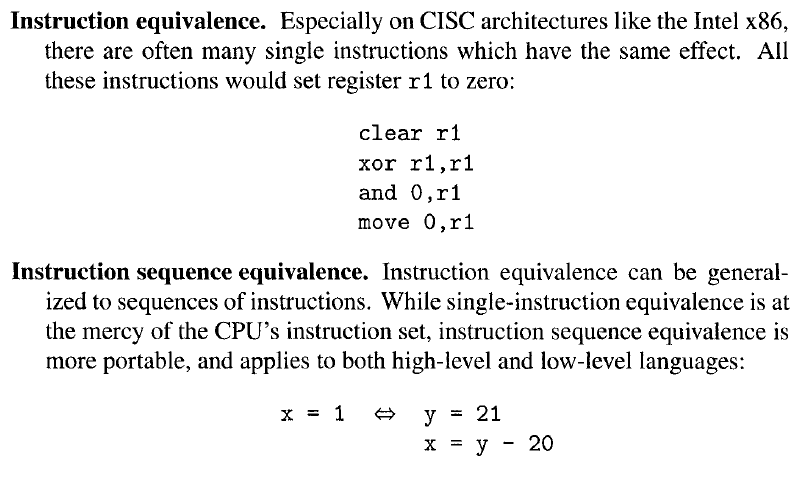 Instruction equivalence. Especially on CISC architectures like the Intel x86,
there are often many single instructions which have the same effect. All
these instructions would set register r1 to zero:
clear r1
xor r1,r1
and 0,r1
move 0,r1
Instruction sequence equivalence. Instruction equivalence can be general-
ized to sequences of instructions. While single-instruction equivalence is at
the mercy of the CPU's instruction set, instruction sequence equivalence is
more portable, and applies to both high-level and low-level languages:
x = 1 ⇔ y = 21
x = y - 20